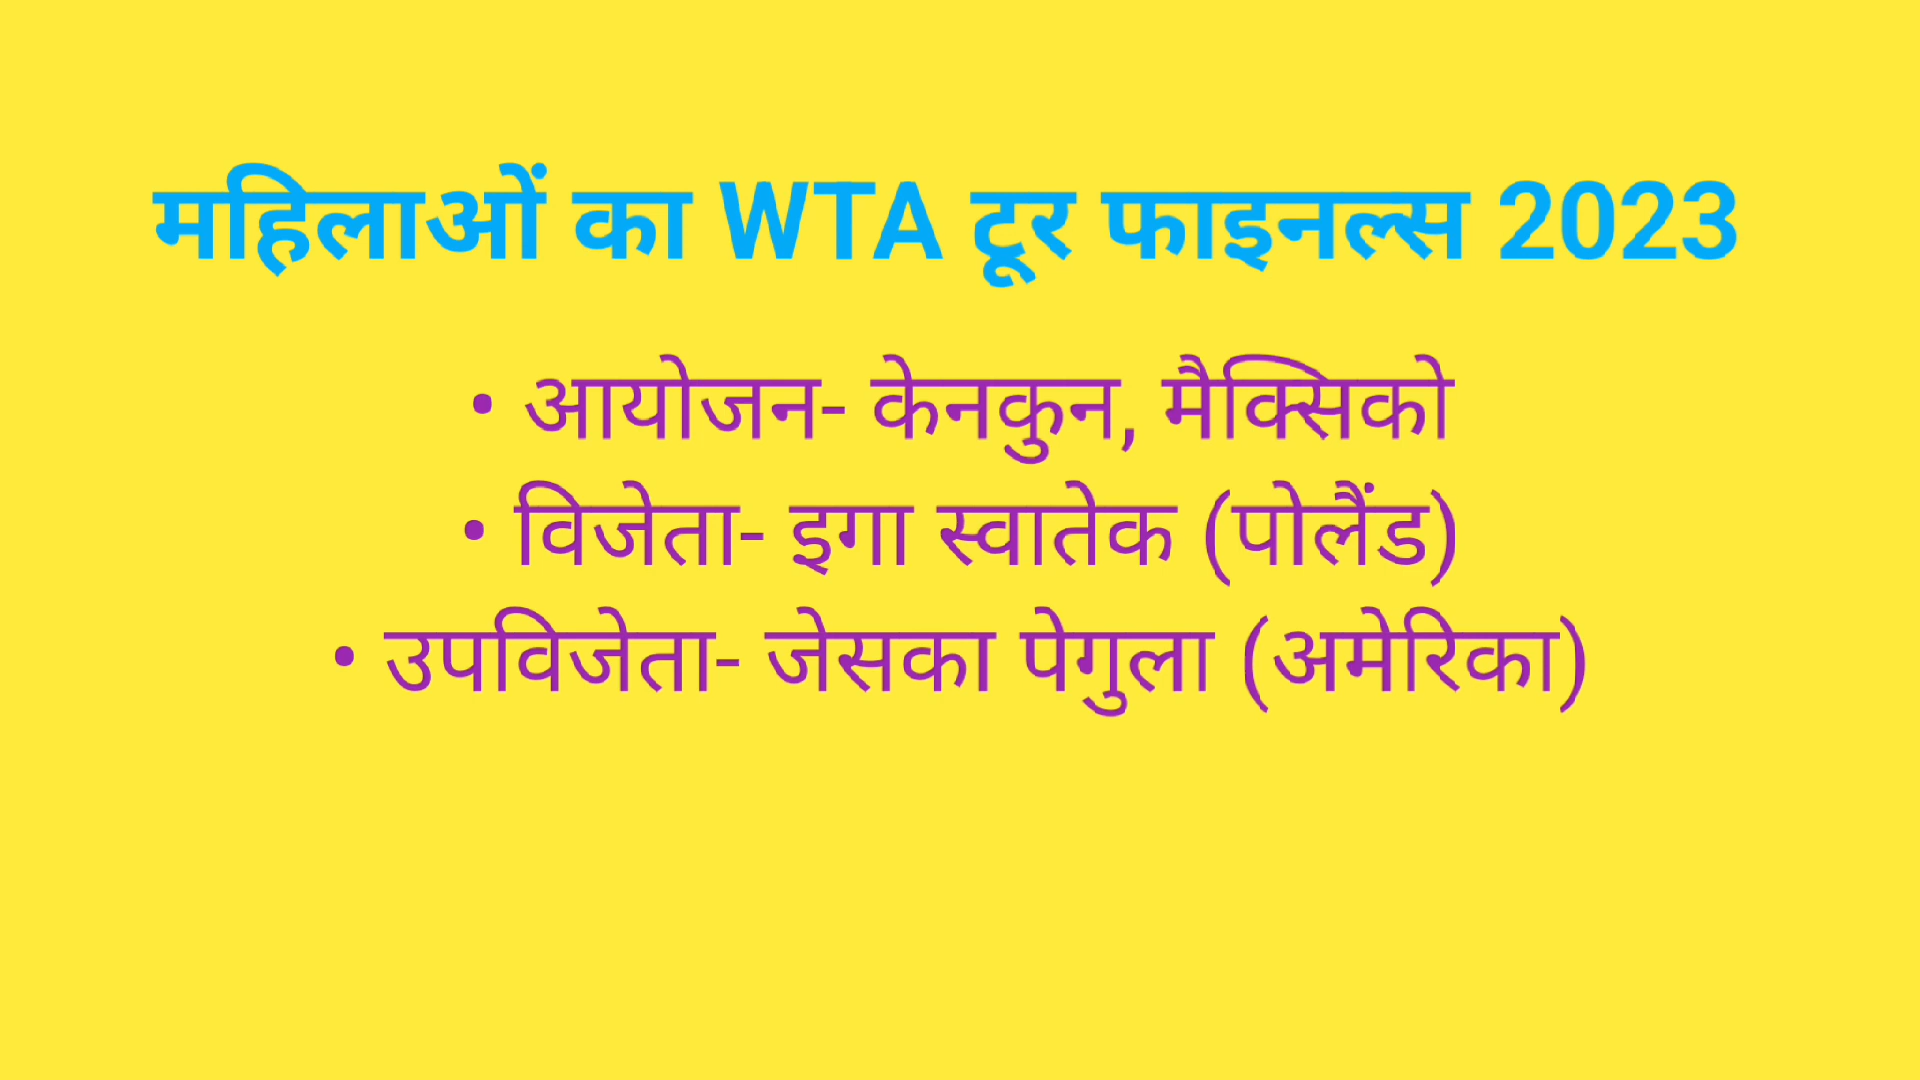 महिलाओं का WTA टूर फाइनल्स 2023
• आयोजन- केनकुन, मैक्सिको
• विजेता- इगा स्वातेक (पोलैंड)
• उपविजेता- जेसका पेगुला (अमेरिका)